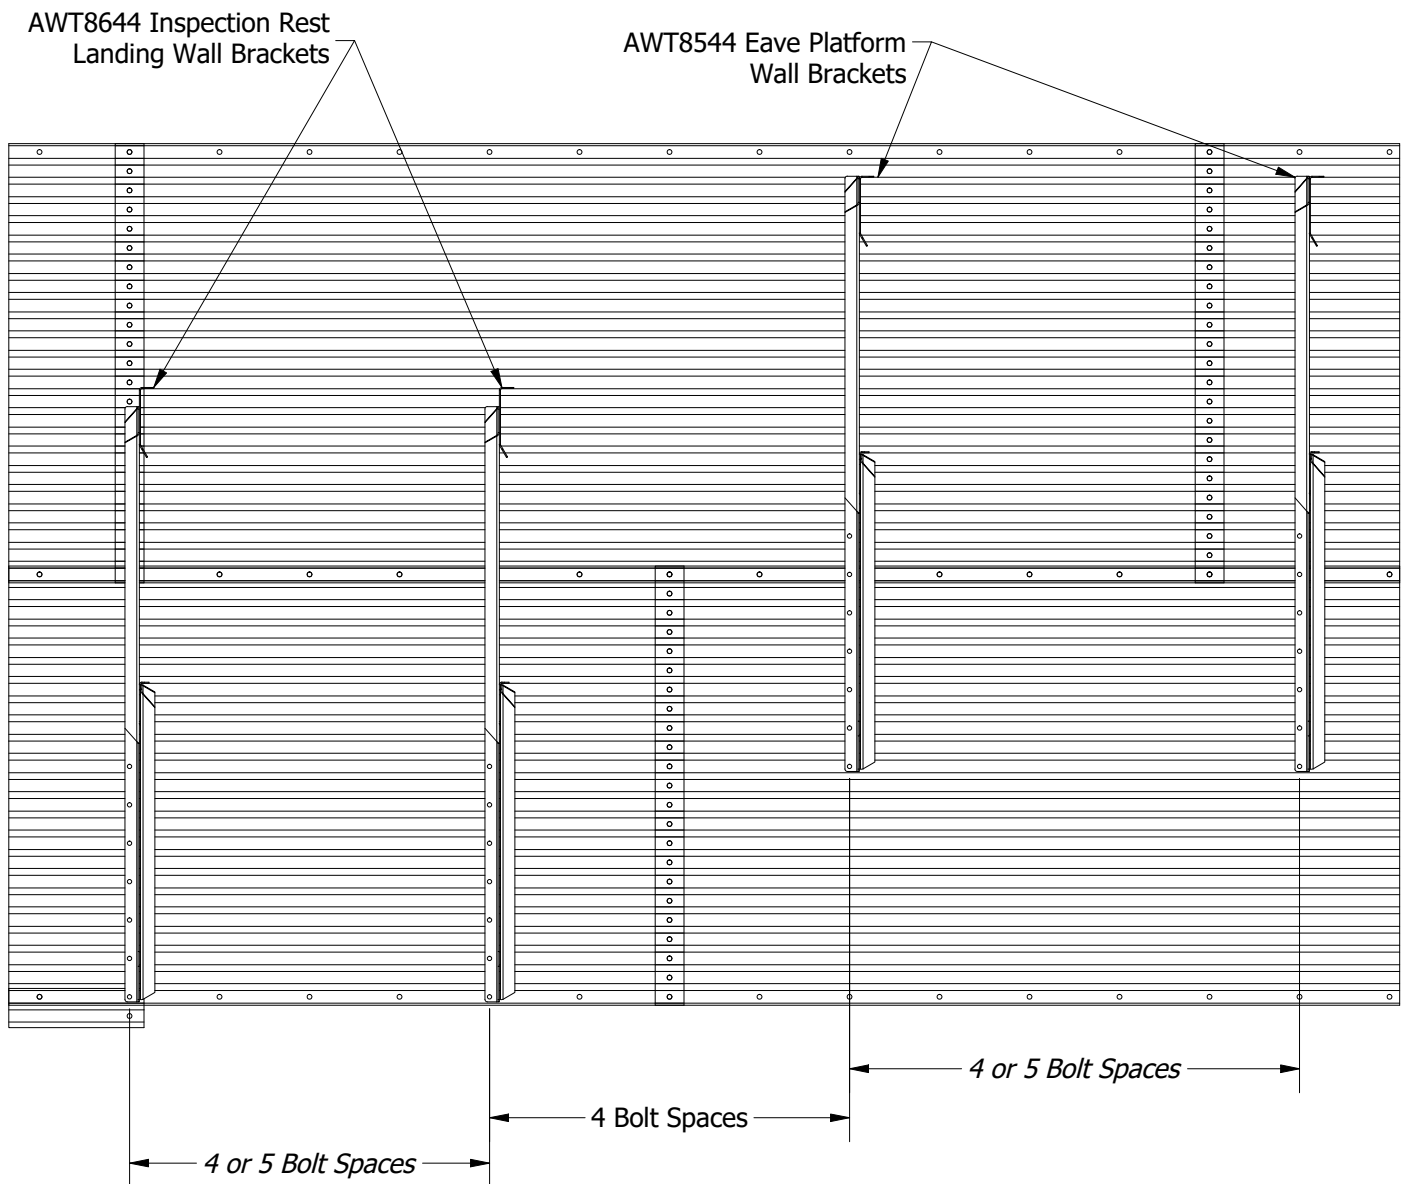 AWT8644 Inspection Rest
Landing Wall Brackets
AWT8544 Eave Platform
Wall Brackets
4 or 5 Bolt Spaces
4 Bolt Spaces
4 or 5 Bolt Spaces